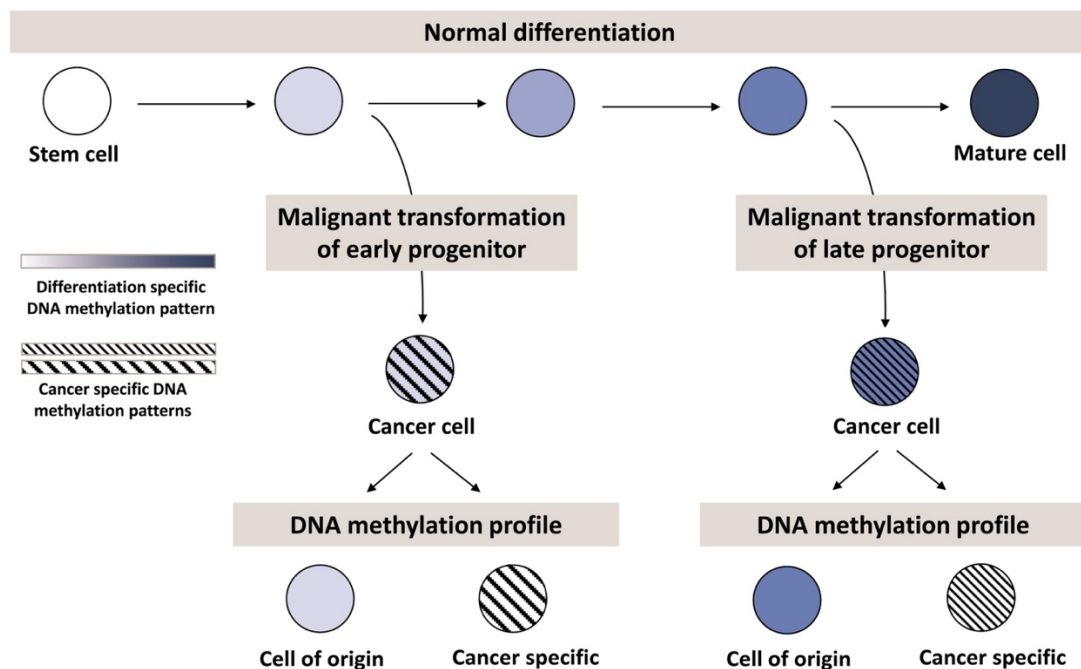 Normal differentiation
Stem cell
Mature cell
Malignant transformation
of early progenitor
Malignant transformation
of late progenitor
Differentiation specific
DNA methylation pattern
Cancer specific DNA
methylation patterns
Cancer cell
Cancer cell
DNA methylation profile
DNA methylation profile
Cell of origin
Cancer specific
Cell of origin
Cancer specific